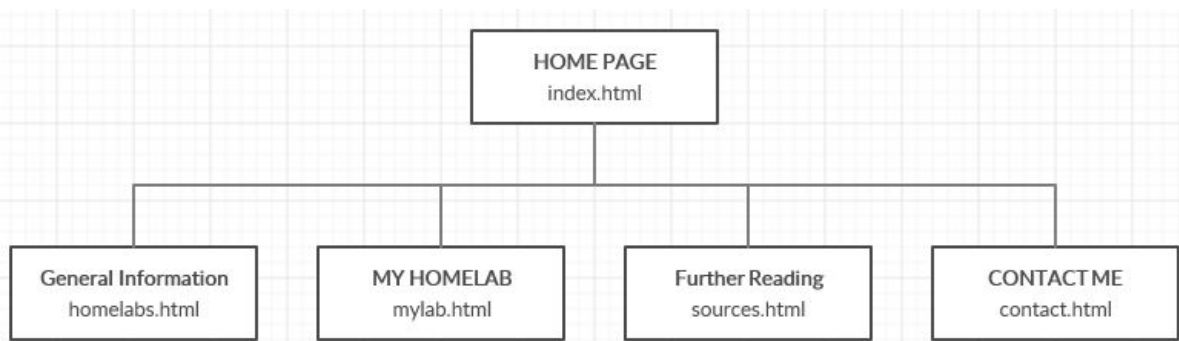 HOME PAGE
index.html
General Information
homelabs.html
MY HOMELAB
mylab.html
Further Reading
sources.html
CONTACT ME
contact.html